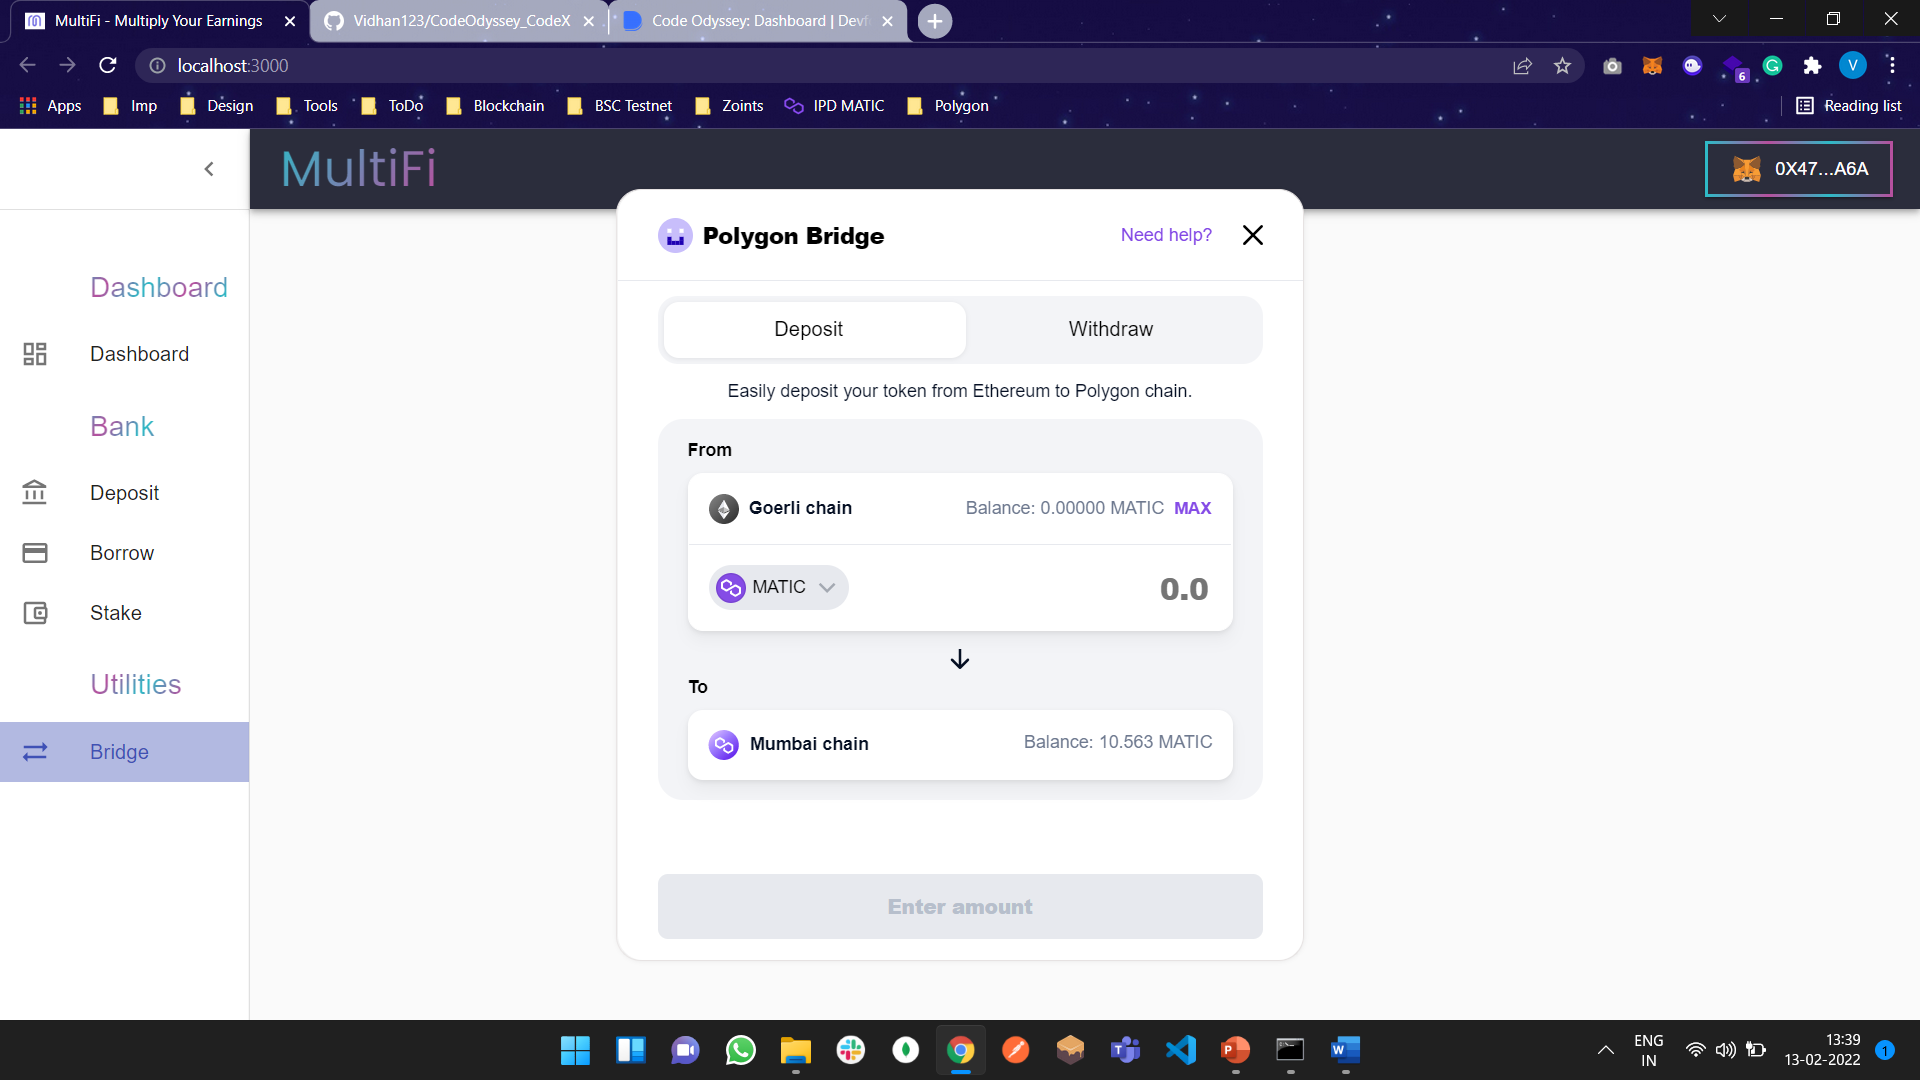 MultiFi - Multiply Your Earnings
Vidhan123/CodeOdyssey_CodeX
Code Odyssey: Dashboard | Devf
localhost:3000
6
V
Apps Imp Design Tools ToDo Blockchain BSC Testnet Zoints IPD MATIC Polygon Reading list
MultiFi
0X47...A6A
Dashboard
Dashboard
Bank
Deposit
Borrow
Stake
Utilities
Bridge
Polygon Bridge
Need help?
Deposit Withdraw
Easily deposit your token from Ethereum to Polygon chain.
From
Goerli chain Balance: 0.00000 MATIC MAX
MATIC 0.0
To
Mumbai chain Balance: 10.563 MATIC
Enter amount
ENG
IN
13:39
13-02-2022
1